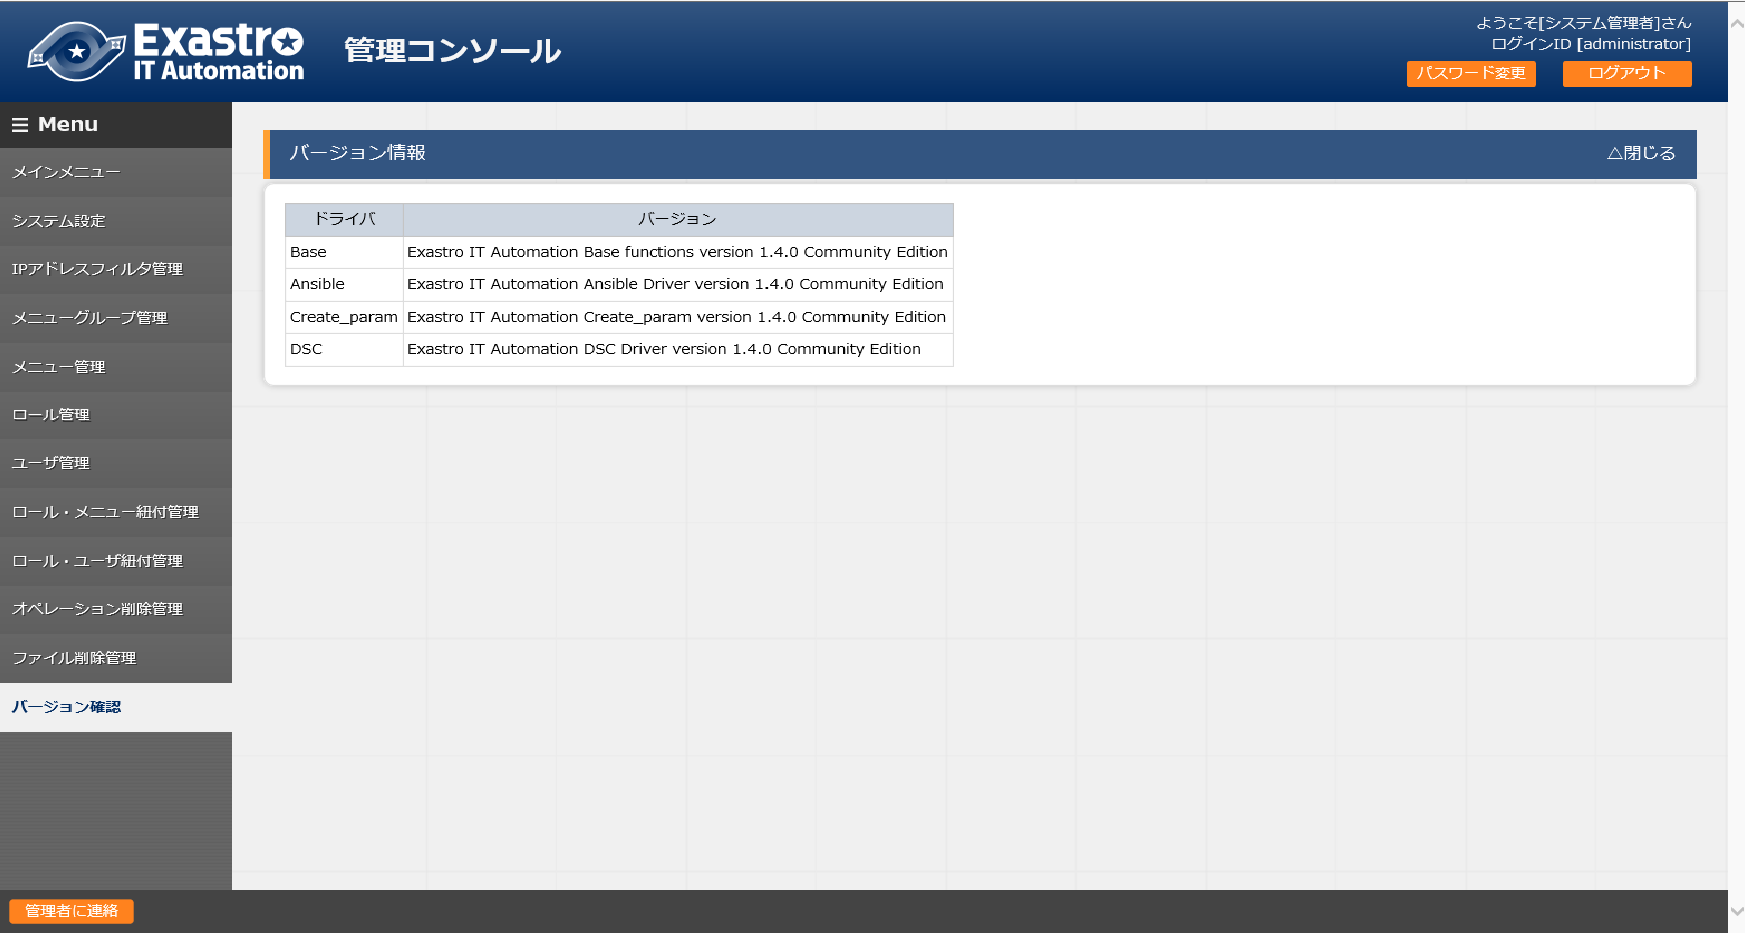 Exastro
IT Automation
管理コンソール
ようこそ[システム管理者]さん
ログインID [administrator]
パスワード変更
ログアウト
Menu
メインメニュー
システム設定
IPアドレスフィルタ管理
メニューグループ管理
メニュー管理
ロール管理
ユーザ管理
ロール・メニュー紐付管理
ロール・ユーザ紐付管理
オペレーション削除管理
ファイル削除管理
バージョン確認
バージョン情報
△閉じる
ドライバ バージョン
Base Exastro IT Automation Base functions version 1.4.0 Community Edition
Ansible Exastro IT Automation Ansible Driver version 1.4.0 Community Edition
Create_param Exastro IT Automation Create_param version 1.4.0 Community Edition
DSC Exastro IT Automation DSC Driver version 1.4.0 Community Edition
管理者に連絡